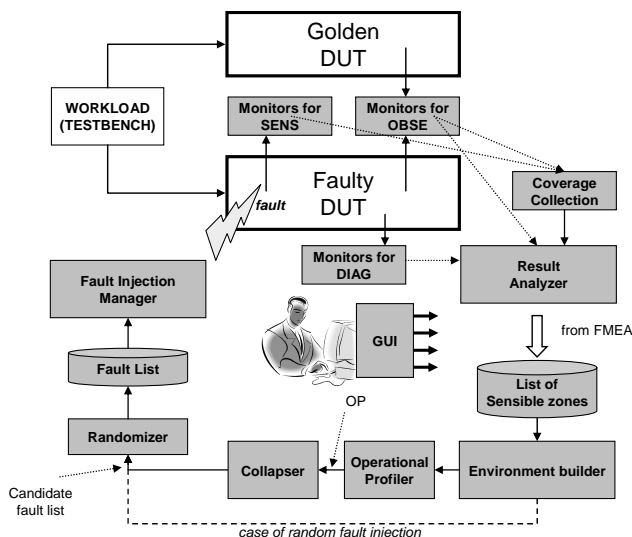 Golden
DUT
WORKLOAD
(TESTBENCH)
Monitors for
SENS
Monitors for
OBSE
Faulty
DUT
fault
Coverage
Collection
Monitors for
DIAG
Result
Analyzer
Fault Injection
Manager
GUI
from FMEA
Fault List
List of
Sensible zones
OP
Randomizer
Collapser
Operational
Profiler
Environment builder
Candidate
fault list
case of random fault injection